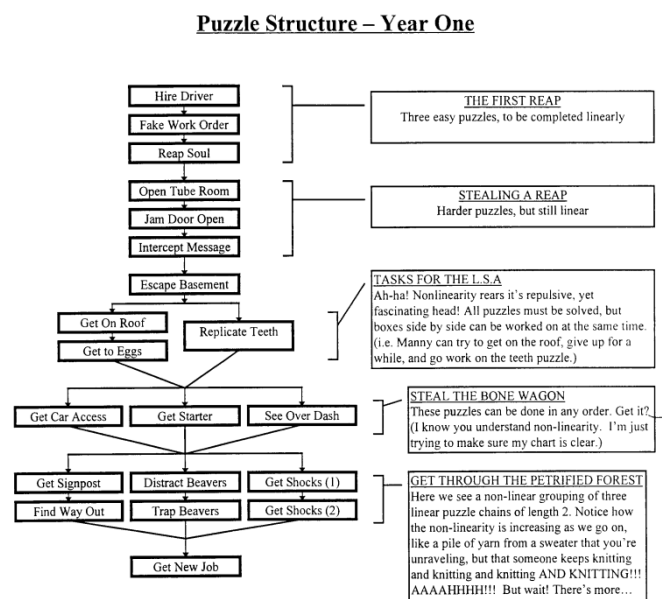 Puzzle Structure – Year One
Hire Driver
Fake Work Order
Reap Soul
THE FIRST REAP
Three easy puzzles, to be completed linearly
Open Tube Room
Jam Door Open
Intercept Message
STEALING A REAP
Harder puzzles, but still linear
Escape Basement
Get On Roof
Get to Eggs
Replicate Teeth
TASKS FOR THE L.S.A
Ah-ha! Nonlinearity rears it's repulsive, yet
fascinating head! All puzzles must be solved, but
boxes side by side can be worked on at the same time.
(i.e. Manny can try to get on the roof, give up for a
while, and go work on the teeth puzzle.)
Get Car Access
Get Starter
See Over Dash
STEAL THE BONE WAGON
These puzzles can be done in any order. Get it?
(I know you understand non-linearity. I'm just
trying to make sure my chart is clear.)
Get Signpost
Distract Beavers
Get Shocks (1)
Find Way Out
Trap Beavers
Get Shocks (2)
Get New Job
GET THROUGH THE PETRIFIED FOREST
Here we see a non-linear grouping of three
linear puzzle chains of length 2. Notice how
the non-linearity is increasing as we go on,
like a pile of yarn from a sweater that you're
unraveling, but that someone keeps knitting
and knitting and knitting AND KNITTING!!!
AAAAHHHH!!! But wait! There's more…